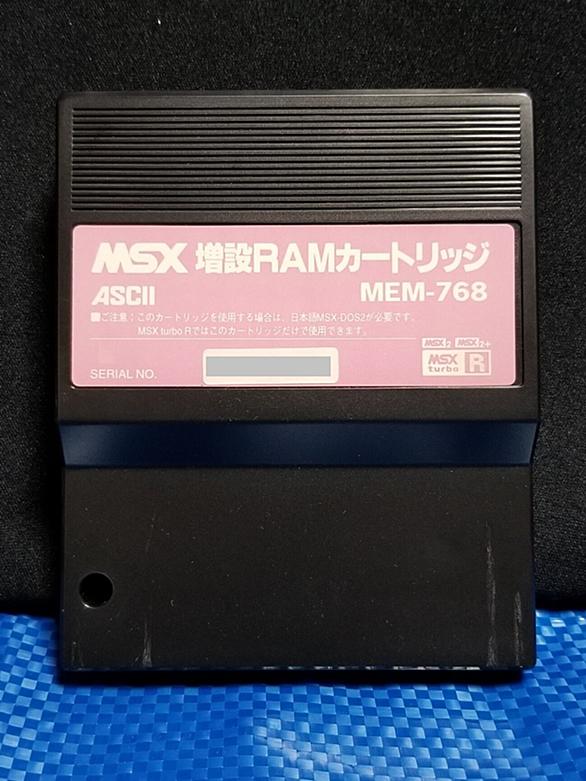 MSX 増設RAMカートリッジ
ASCII MEM-768
■ご注意：このカートリッジを使用する場合は、日本語MSX-DOS2が必要です。
MSX turbo Rではこのカートリッジだけで使用できます。
MSX2 MSX2+
SERIAL NO.
MSX turbo R